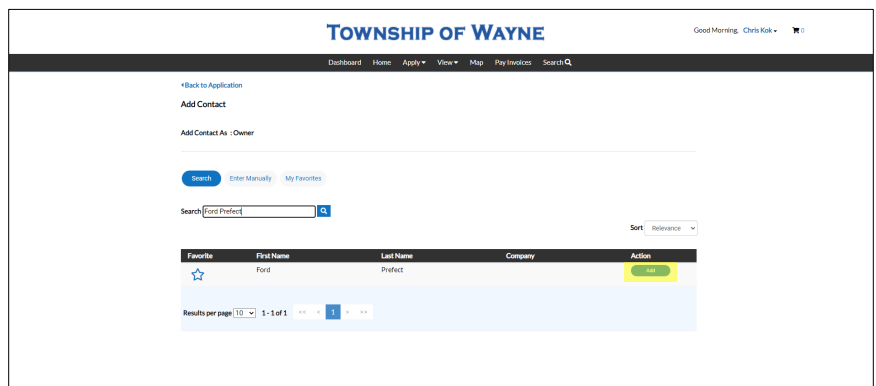 TOWNSHIP OF WAYNE
Good Morning, Chris Kok
0
Dashboard Home Apply View Map Pay Invoices Search
Back to Application
Add Contact
Add Contact As : Owner
Search Enter Manually My Favorites
Search Ford Prefect
Sort Relevance
Favorite First Name Last Name Company Action
Ford Prefect Add
Results per page 10 1 - 1 of 1 << < 1 > >>